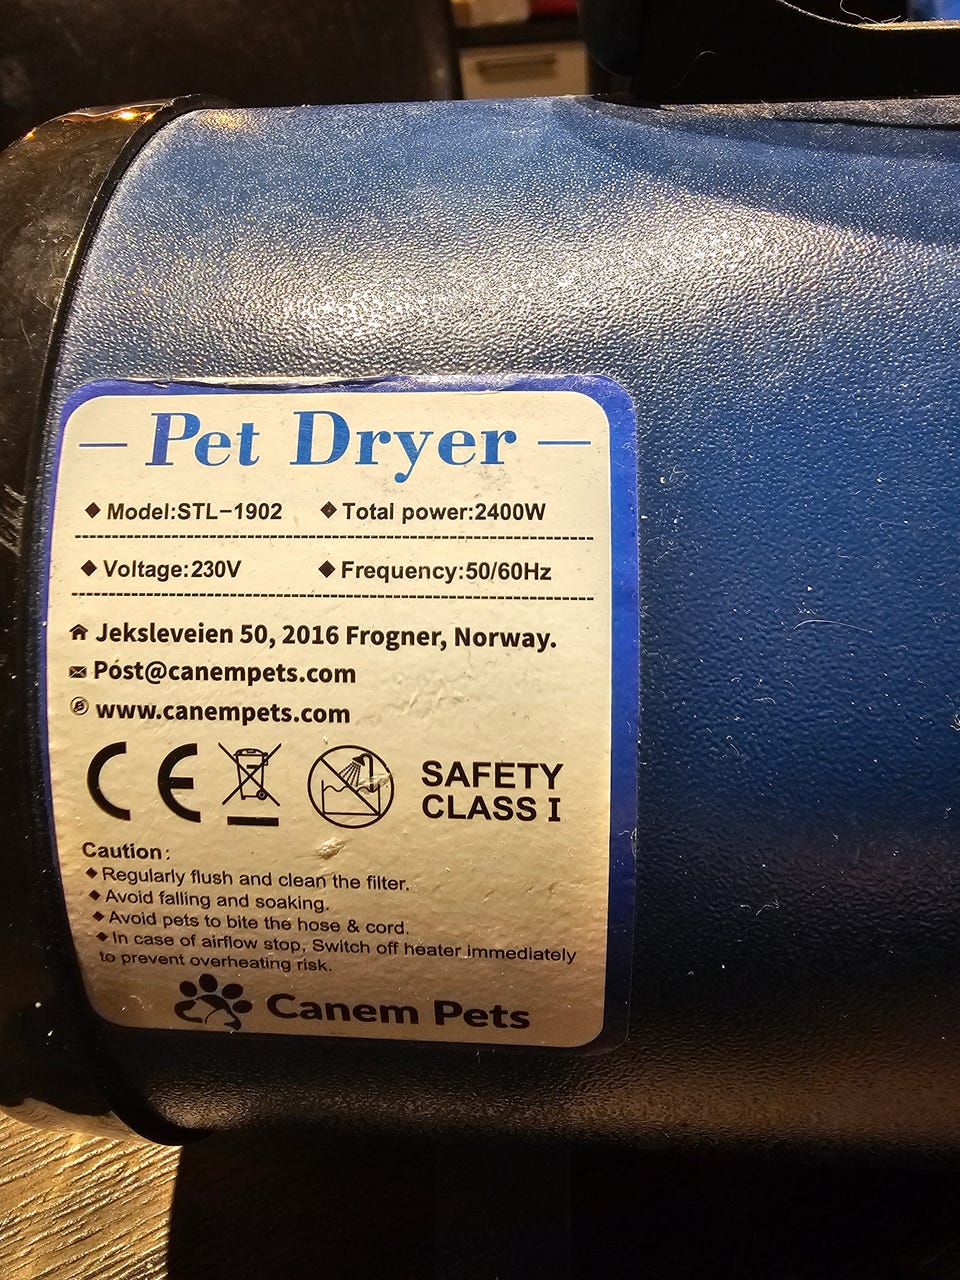 Pet Dryer
Model:STL-1902 Total power:2400W
Voltage:230V Frequency:50/60Hz
Jeksleveien 50, 2016 Frogner, Norway.
Post@canempets.com
www.canempets.com
CE SAFETY CLASS I
Caution:
Regularly flush and clean the filter.
Avoid falling and soaking.
Avoid pets to bite the hose & cord.
In case of airflow stop, Switch off heater immediately
to prevent overheating risk.
Canem Pets